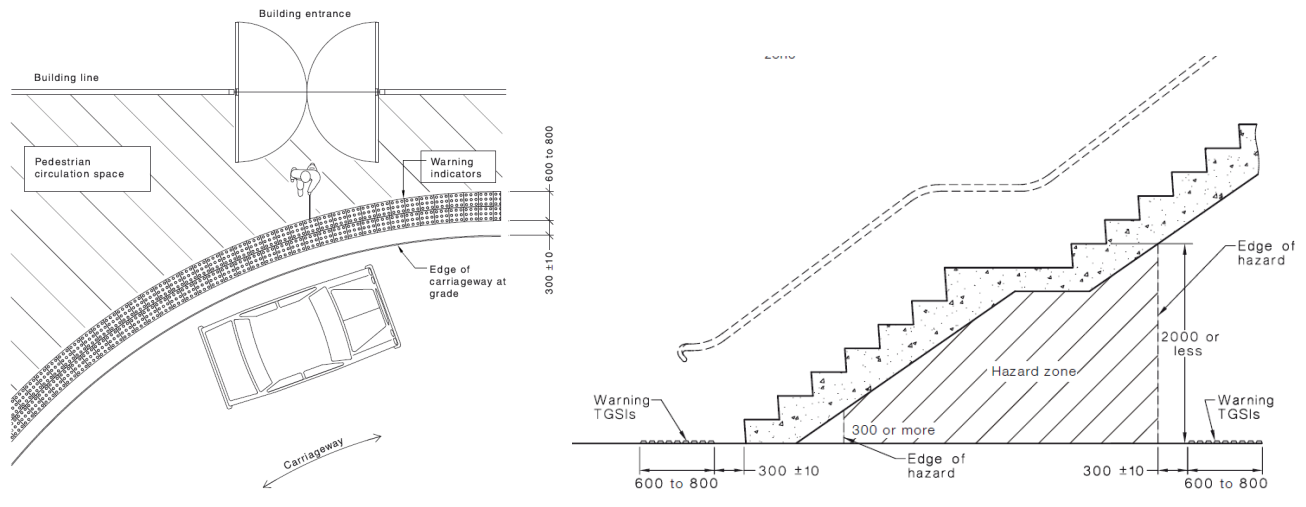 Building entrance
Building line
Pedestrian
circulation space
Warning
indicators
600 to 800
300 ±10
Edge of
carriageway at
grade
Carriageway
zone
Edge of
hazard
2000 or
less
Hazard zone
Warning
TGSIs
Warning
TGSIs
300 or more
Edge of
hazard
300 ±10
300 ±10
600 to 800
600 to 800